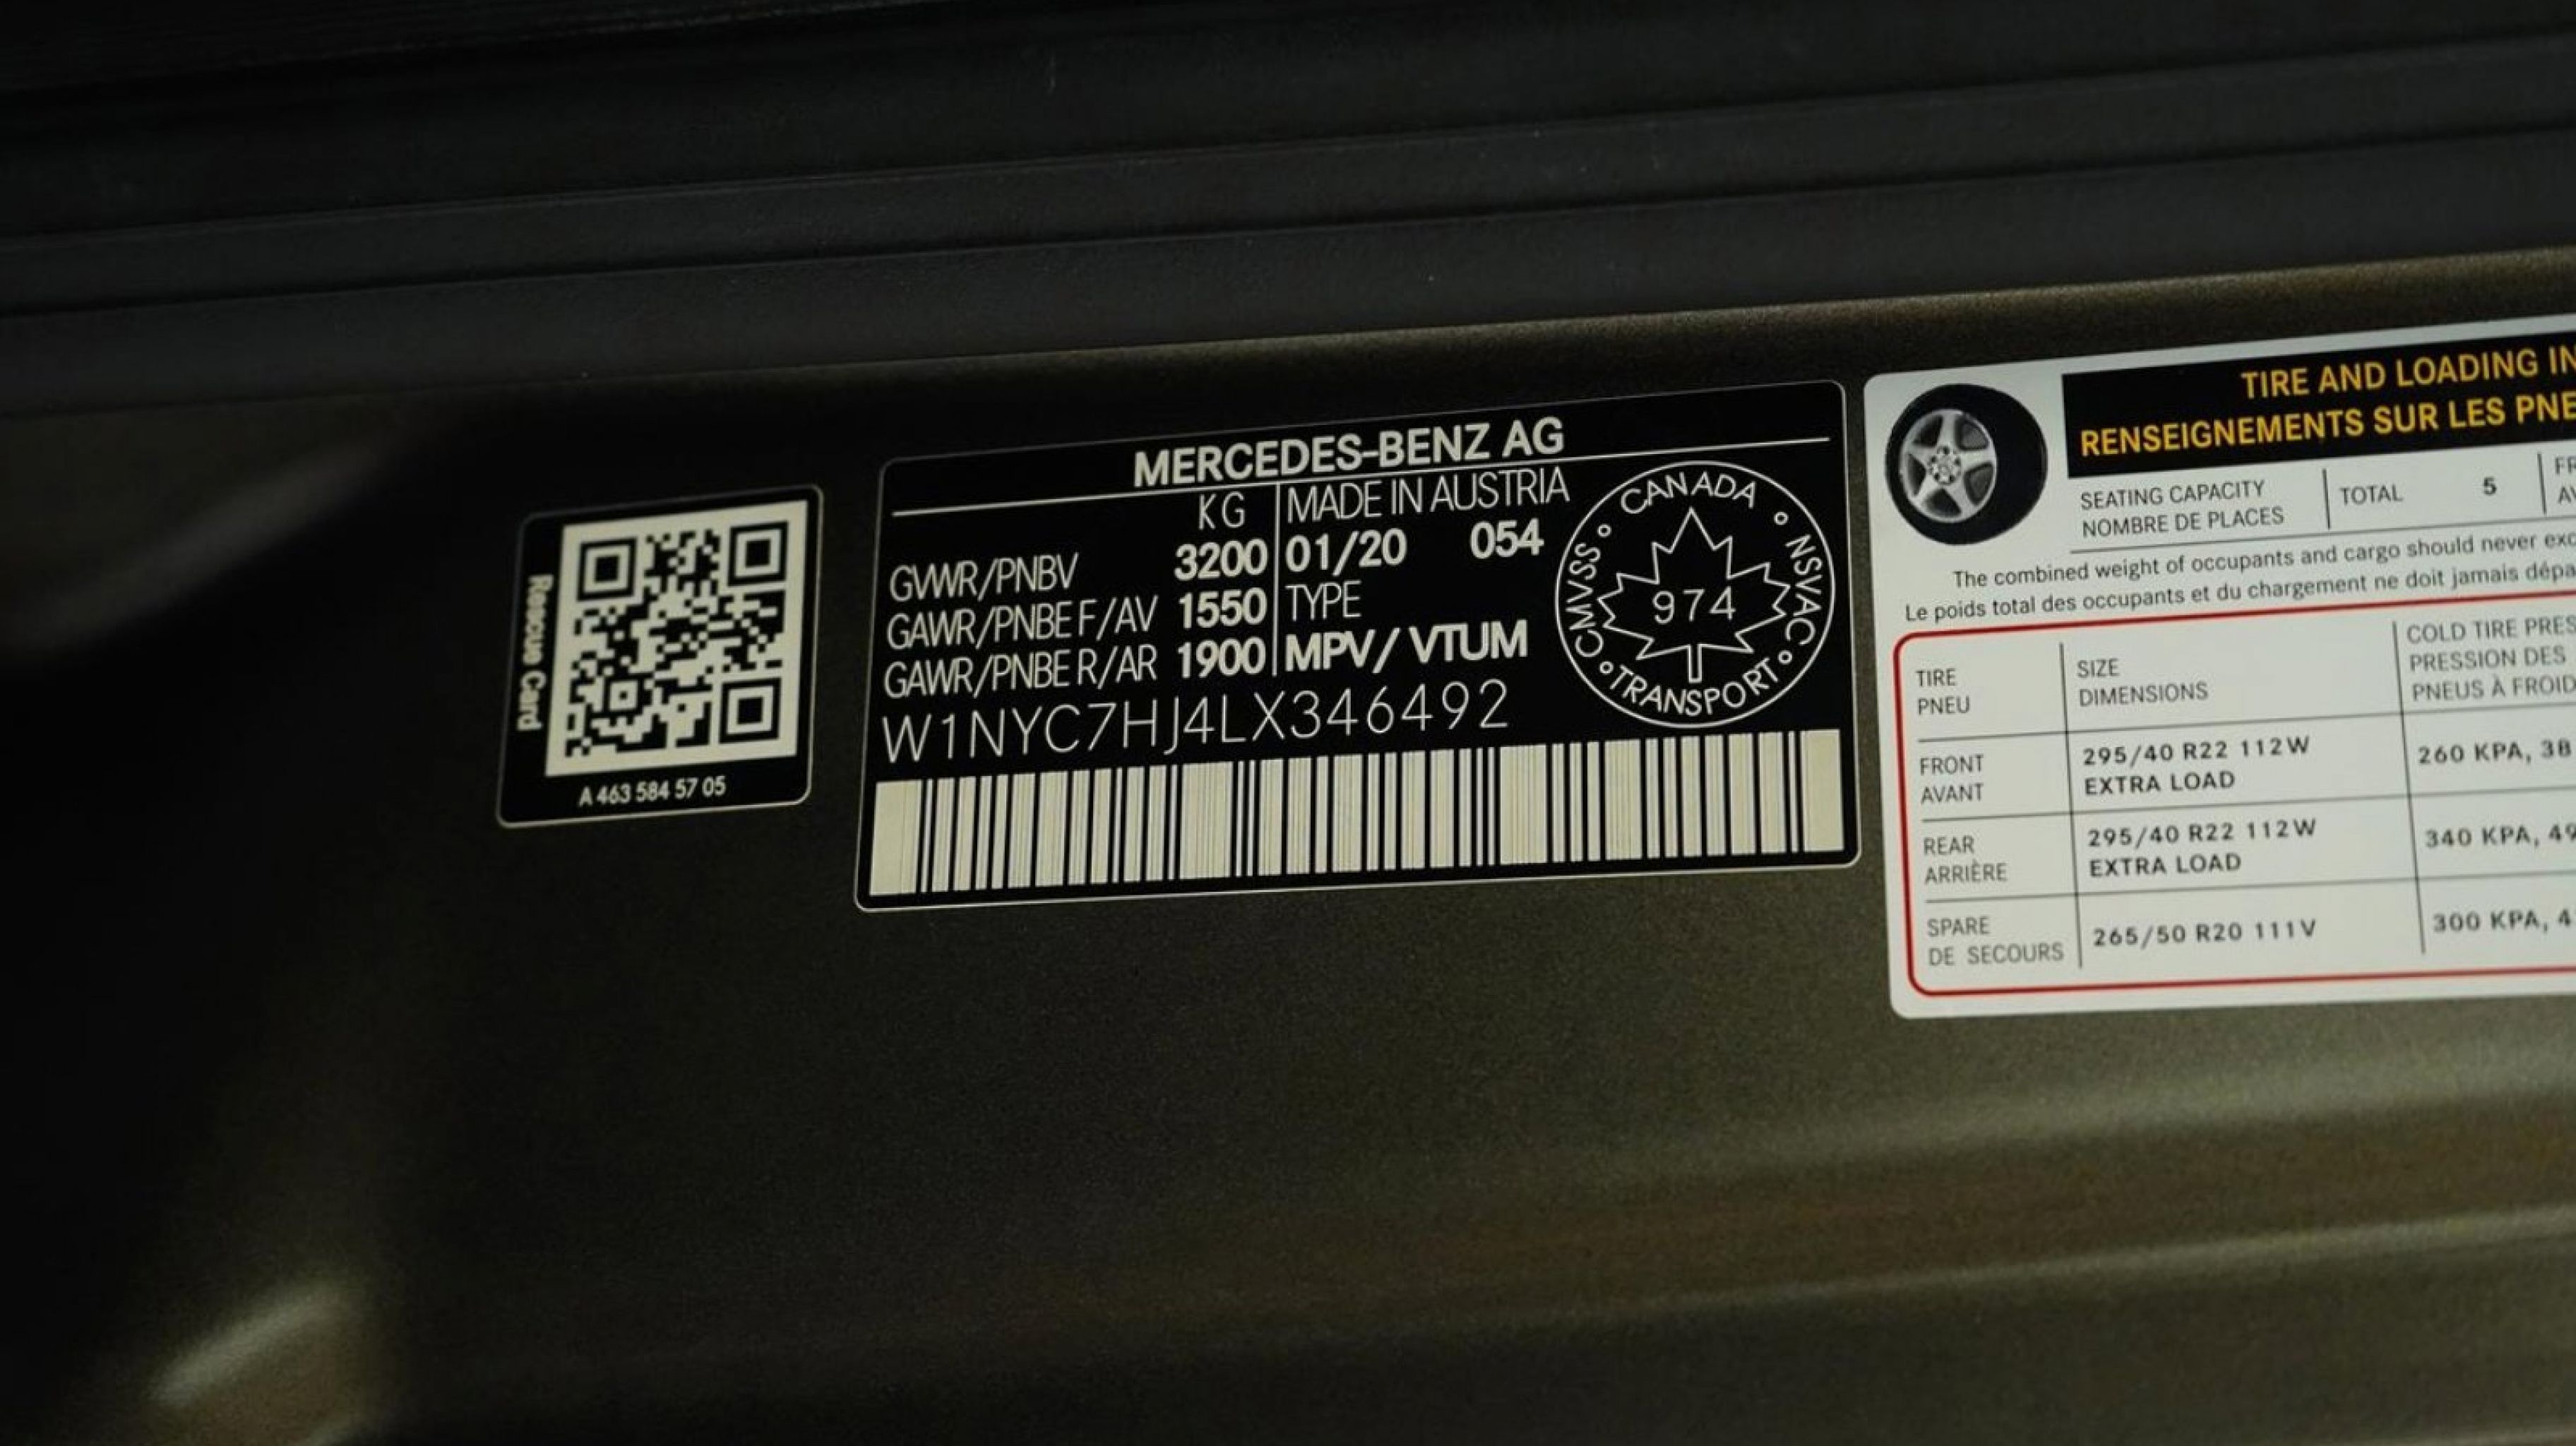 Rescue Card
A 463 584 57 05
MERCEDES-BENZ AG
KG MADE IN AUSTRIA
GVWR/PNBV 3200 01/20 054
GAWR/PNBE F/AV 1550 TYPE
GAWR/PNBE R/AR 1900 MPV/VTUM
W1NYC7HJ4LX346492
CANADA
CMVSS
NSVAC
974
TRANSPORT
TIRE AND LOADING IN
RENSEIGNEMENTS SUR LES PNE
SEATING CAPACITY
NOMBRE DE PLACES
TOTAL 5
FR
AV
The combined weight of occupants and cargo should never exc
Le poids total des occupants et du chargement ne doit jamais dépa
TIRE
PNEU
SIZE
DIMENSIONS
COLD TIRE PRES
PRESSION DES
PNEUS À FROID
FRONT
AVANT
295/40 R22 112W
EXTRA LOAD
260 KPA, 38
REAR
ARRIÈRE
295/40 R22 112W
EXTRA LOAD
340 KPA, 49
SPARE
DE SECOURS
265/50 R20 111V
300 KPA, 4